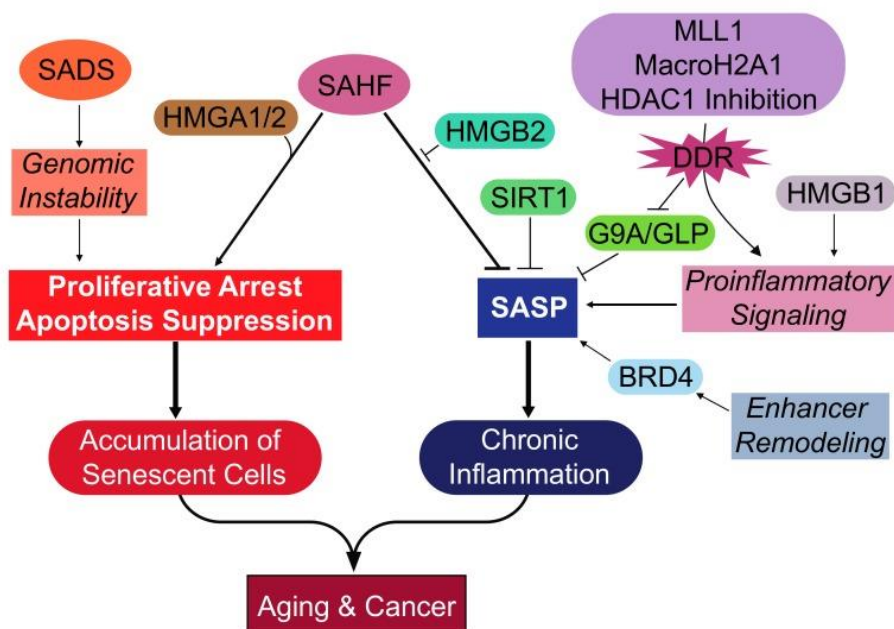 SADS
SAHF
MLL1
MacroH2A1
HDAC1 Inhibition
HMGA1/2
HMGB2
DDR
Genomic
Instability
SIRT1
HMGB1
G9A/GLP
Proliferative Arrest
Apoptosis Suppression
SASP
Proinflammatory
Signaling
BRD4
Enhancer
Remodeling
Accumulation of
Senescent Cells
Chronic
Inflammation
Aging & Cancer